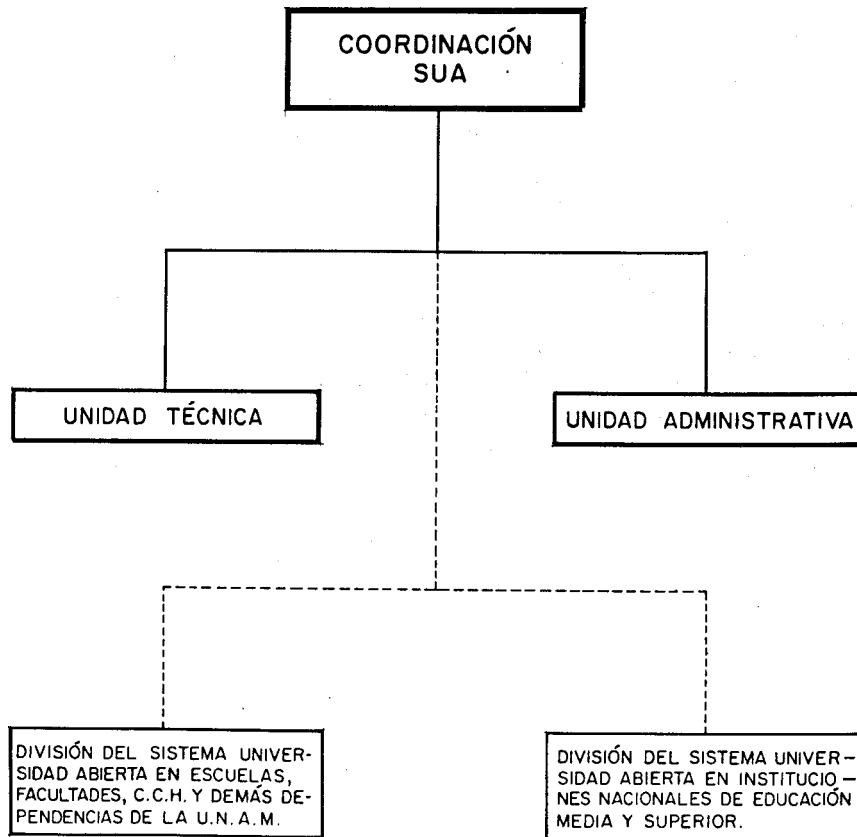 COORDINACIÓN
SUA
UNIDAD TÉCNICA
UNIDAD ADMINISTRATIVA
DIVISIÓN DEL SISTEMA UNIVER-
SIDAD ABIERTA EN ESCUELAS,
FACULTADES, C.C.H. Y DEMÁS DE-
PENDENCIAS DE LA U.N.A.M.
DIVISIÓN DEL SISTEMA UNIVER-
SIDAD ABIERTA EN INSTITUCIO-
NES NACIONALES DE EDUCACIÓN
MEDIA Y SUPERIOR.